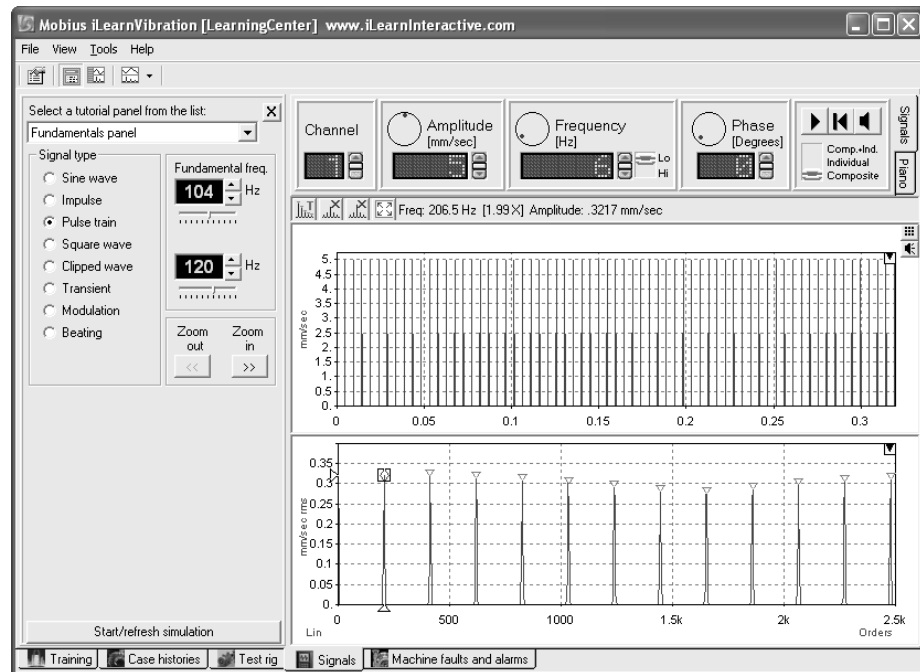 Mobius iLearnVibration [LearningCenter] www.iLearnInteractive.com
File View Tools Help
Select a tutorial panel from the list:
Fundamentals panel
Signal type
Sine wave
Impulse
Pulse train
Square wave
Clipped wave
Transient
Modulation
Beating
Fundamental freq.
104 Hz
120 Hz
Zoom out
Zoom in
<< >>
Start/refresh simulation
Training Case histories Test rig
Channel
1
Amplitude
[mm/sec]
5
Frequency
[Hz]
6
Lo
Hi
Phase
[Degrees]
0
Comp.+Ind.
Individual
Composite
Signals
Piano
Freq: 206.5 Hz [1.99 X] Amplitude: .3217 mm/sec
mm/sec
5.
4.
3.5
3.
2.5
2.
1.5
1.
0.5
0.
0 0.05 0.1 0.15 0.2 0.25 0.3
mm/sec rms
0.35
0.3
0.25
0.2
0.15
0.1
0.05
0.
0 500 1000 1.5k 2k 2.5k
Lin Orders
Signals Machine faults and alarms